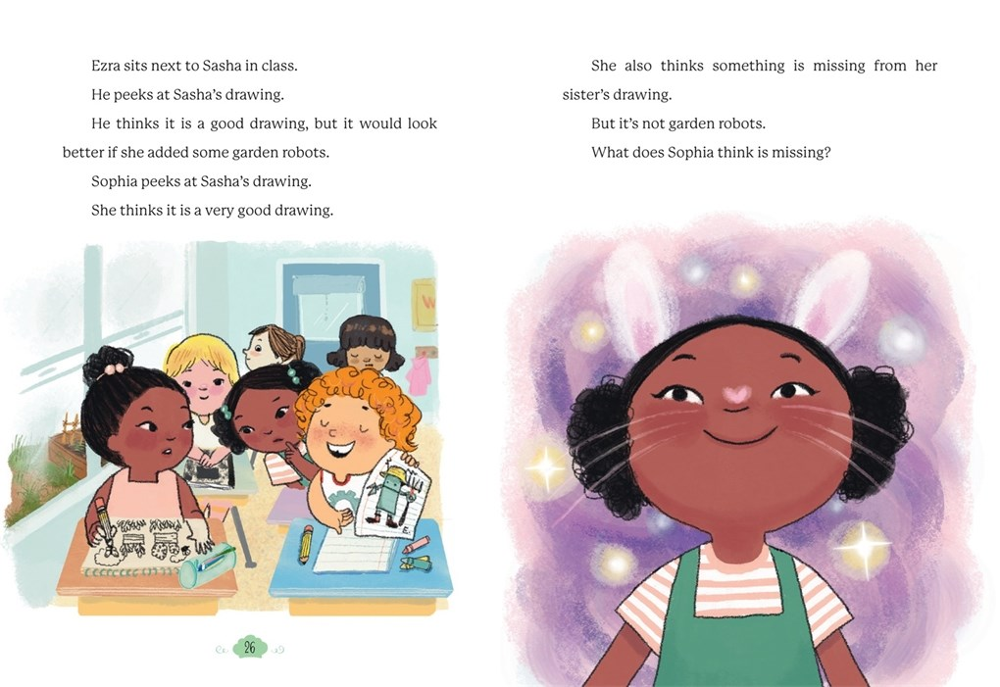 Ezra sits next to Sasha in class.
He peeks at Sasha's drawing.
He thinks it is a good drawing, but it would look
better if she added some garden robots.
Sophia peeks at Sasha's drawing.
She thinks it is a very good drawing.
W
E.
26
She also thinks something is missing from her
sister's drawing.
But it's not garden robots.
What does Sophia think is missing?